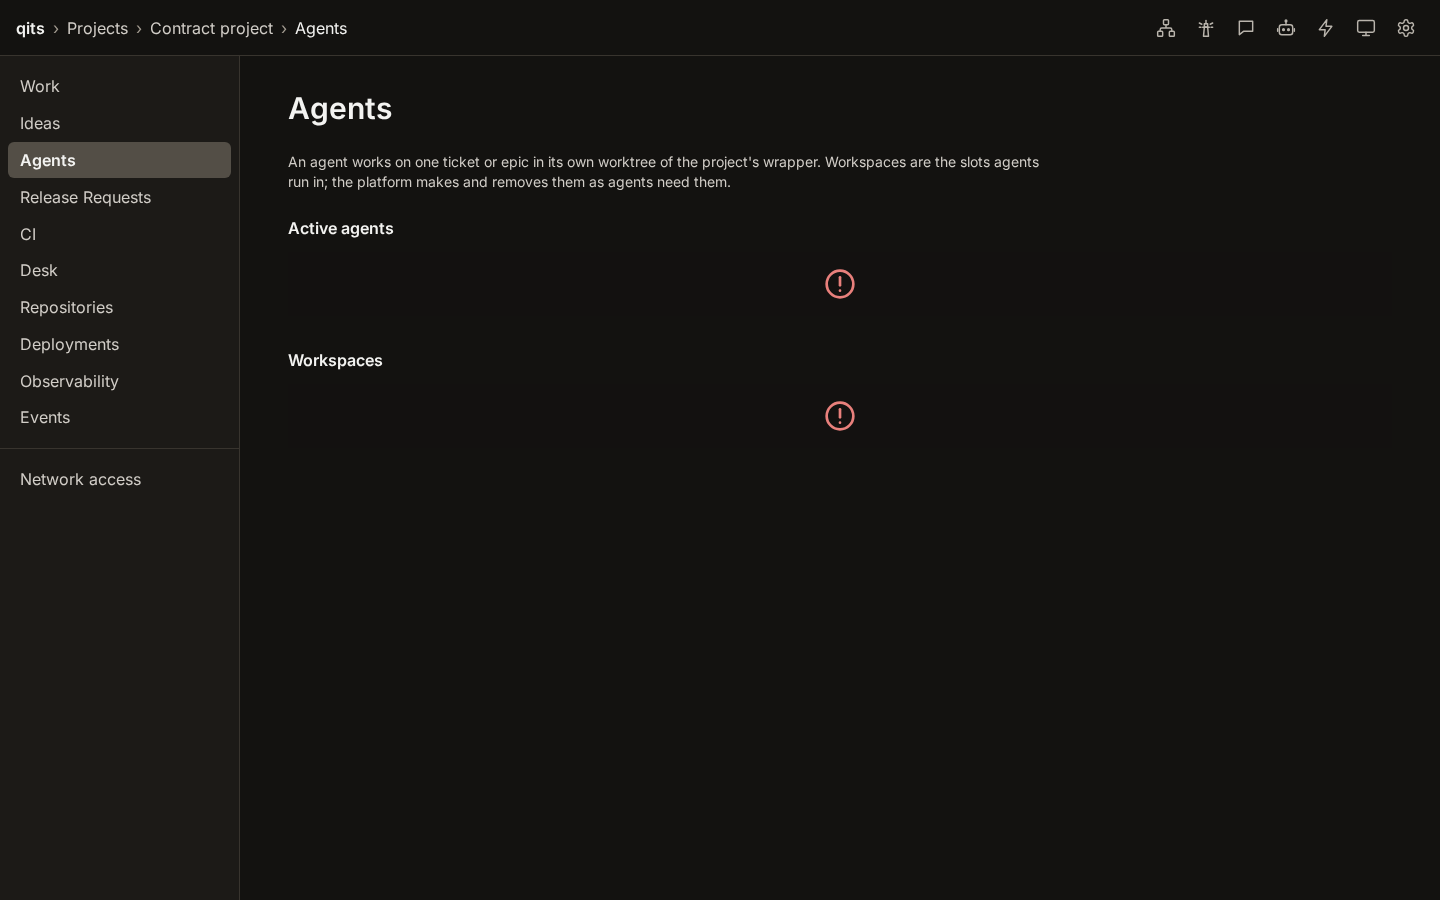 qits › Projects › Contract project › Agents
Work
Ideas
Agents
Release Requests
CI
Desk
Repositories
Deployments
Observability
Events
Network access
Agents
An agent works on one ticket or epic in its own worktree of the project's wrapper. Workspaces are the slots agents
run in; the platform makes and removes them as agents need them.
Active agents
Workspaces